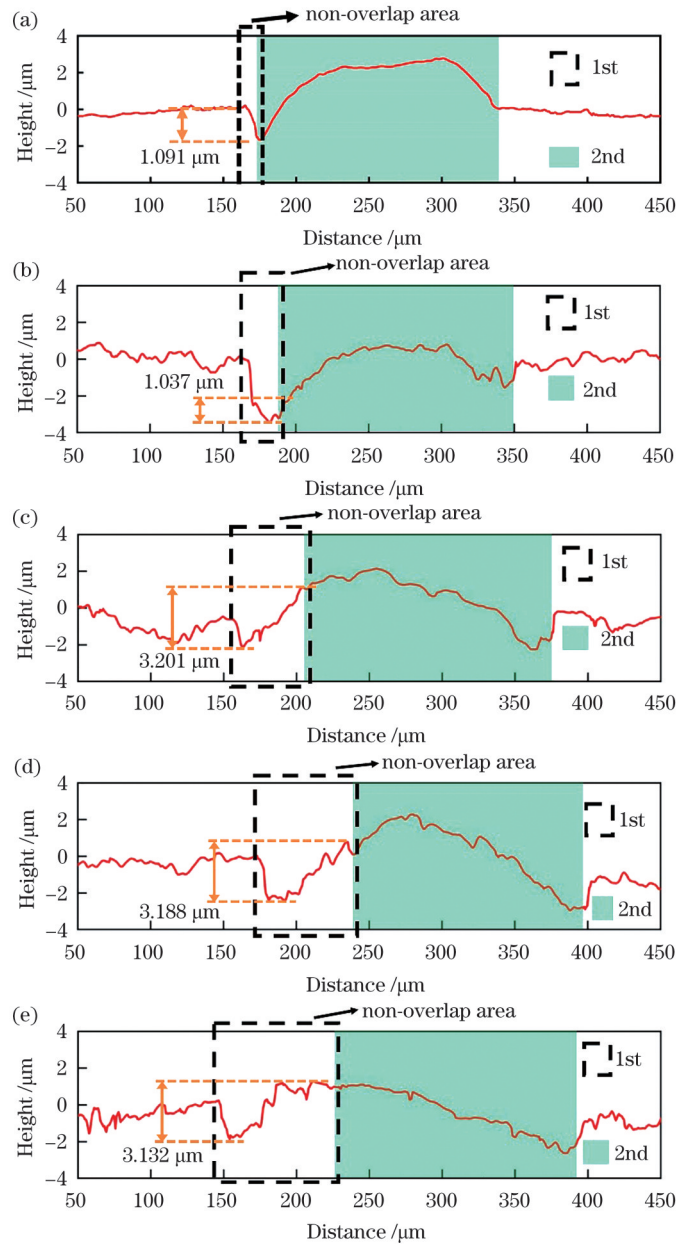 (a)
non-overlap area
4
2
0
-2
-4
Height /μm
1.091 μm
1st
2nd
50 100 150 200 250 300 350 400 450
Distance /μm
(b)
non-overlap area
4
2
0
-2
-4
Height /μm
1.037 μm
1st
2nd
50 100 150 200 250 300 350 400 450
Distance /μm
(c)
non-overlap area
4
2
0
-2
-4
Height /μm
3.201 μm
1st
2nd
50 100 150 200 250 300 350 400 450
Distance /μm
(d)
non-overlap area
4
2
0
-2
-4
Height /μm
3.188 μm
1st
2nd
50 100 150 200 250 300 350 400 450
Distance /μm
(e)
non-overlap area
4
2
0
-2
-4
Height /μm
3.132 μm
1st
2nd
50 100 150 200 250 300 350 400 450
Distance /μm